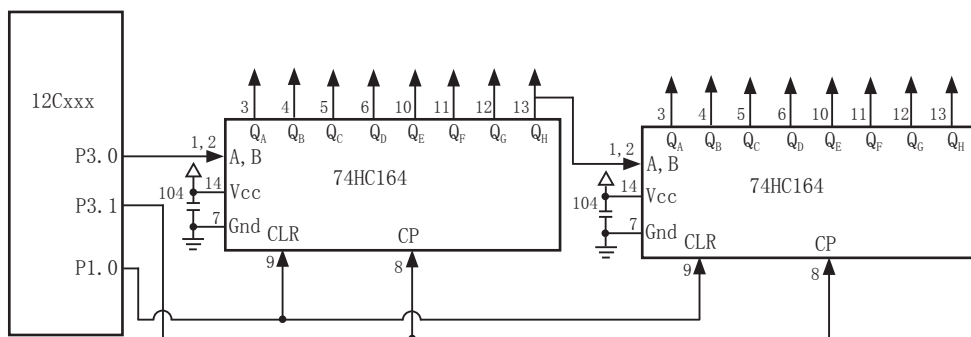 12Cxxx
P3.0
P3.1
P1.0
3 4 5 6 10 11 12 13
QA QB QC QD QE QF QG QH
1,2
A,B
74HC164
14
Vcc
104
7
Gnd
CLR
CP
9
8
3 4 5 6 10 11 12 13
QA QB QC QD QE QF QG QH
1,2
A,B
74HC164
14
Vcc
104
7
Gnd
CLR
CP
9
8